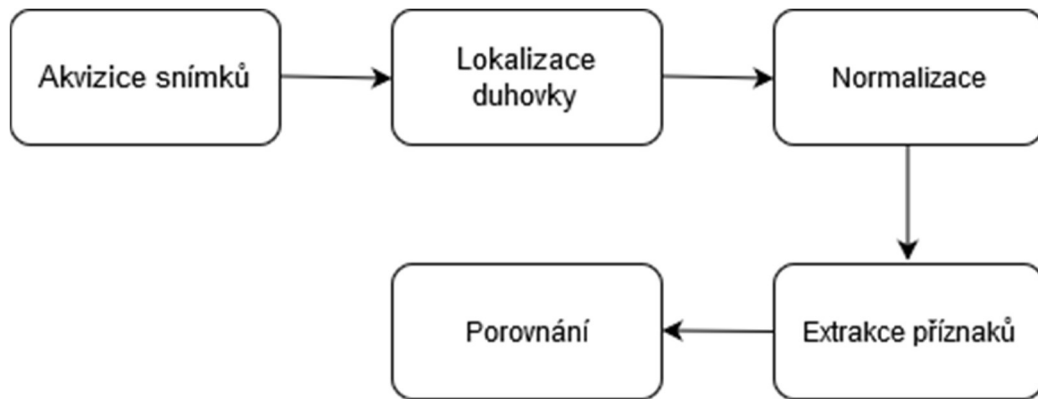 Akvizice snímků
Lokalizace
duhovky
Normalizace
Extrakce příznaků
Porovnání